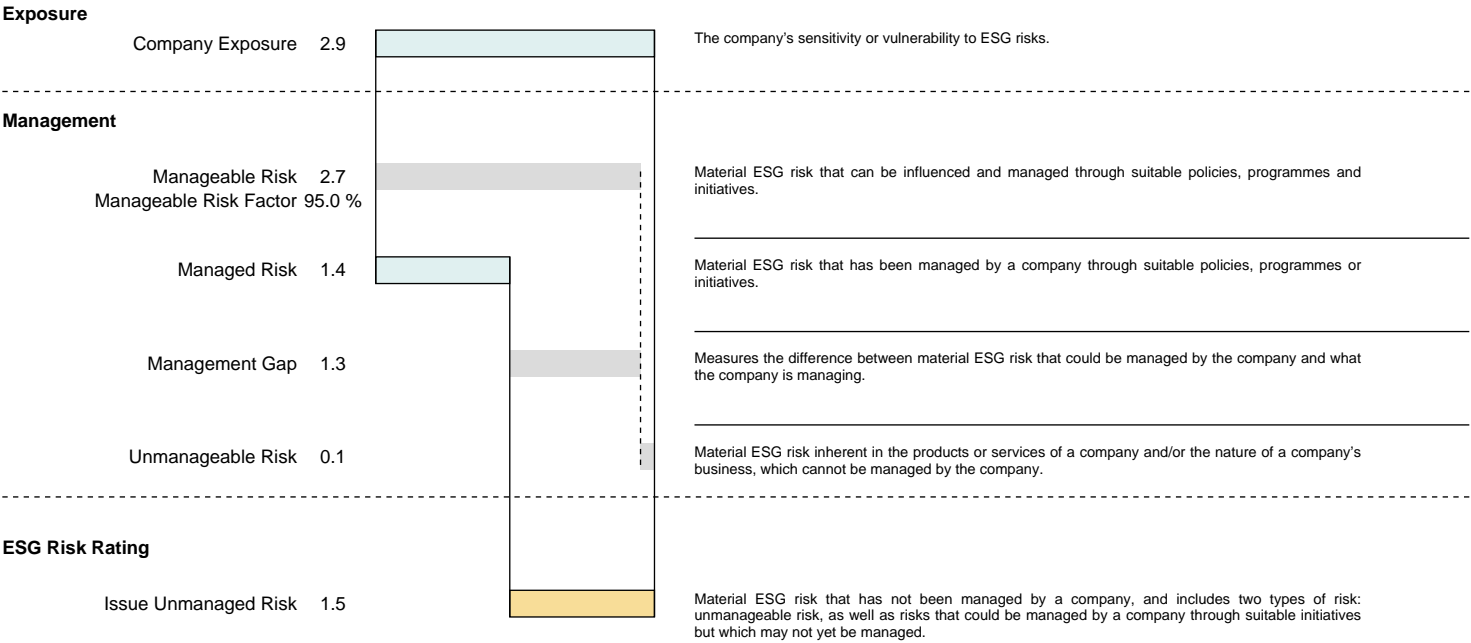 Exposure
Company Exposure 2.9
The company’s sensitivity or vulnerability to ESG risks.
Management
Manageable Risk 2.7
Manageable Risk Factor 95.0 %
Material ESG risk that can be influenced and managed through suitable policies, programmes and
initiatives.
Managed Risk 1.4
Material ESG risk that has been managed by a company through suitable policies, programmes or
initiatives.
Management Gap 1.3
Measures the difference between material ESG risk that could be managed by the company and what
the company is managing.
Unmanageable Risk 0.1
Material ESG risk inherent in the products or services of a company and/or the nature of a company’s
business, which cannot be managed by the company.
ESG Risk Rating
Issue Unmanaged Risk 1.5
Material ESG risk that has not been managed by a company, and includes two types of risk:
unmanageable risk, as well as risks that could be managed by a company through suitable initiatives
but which may not yet be managed.